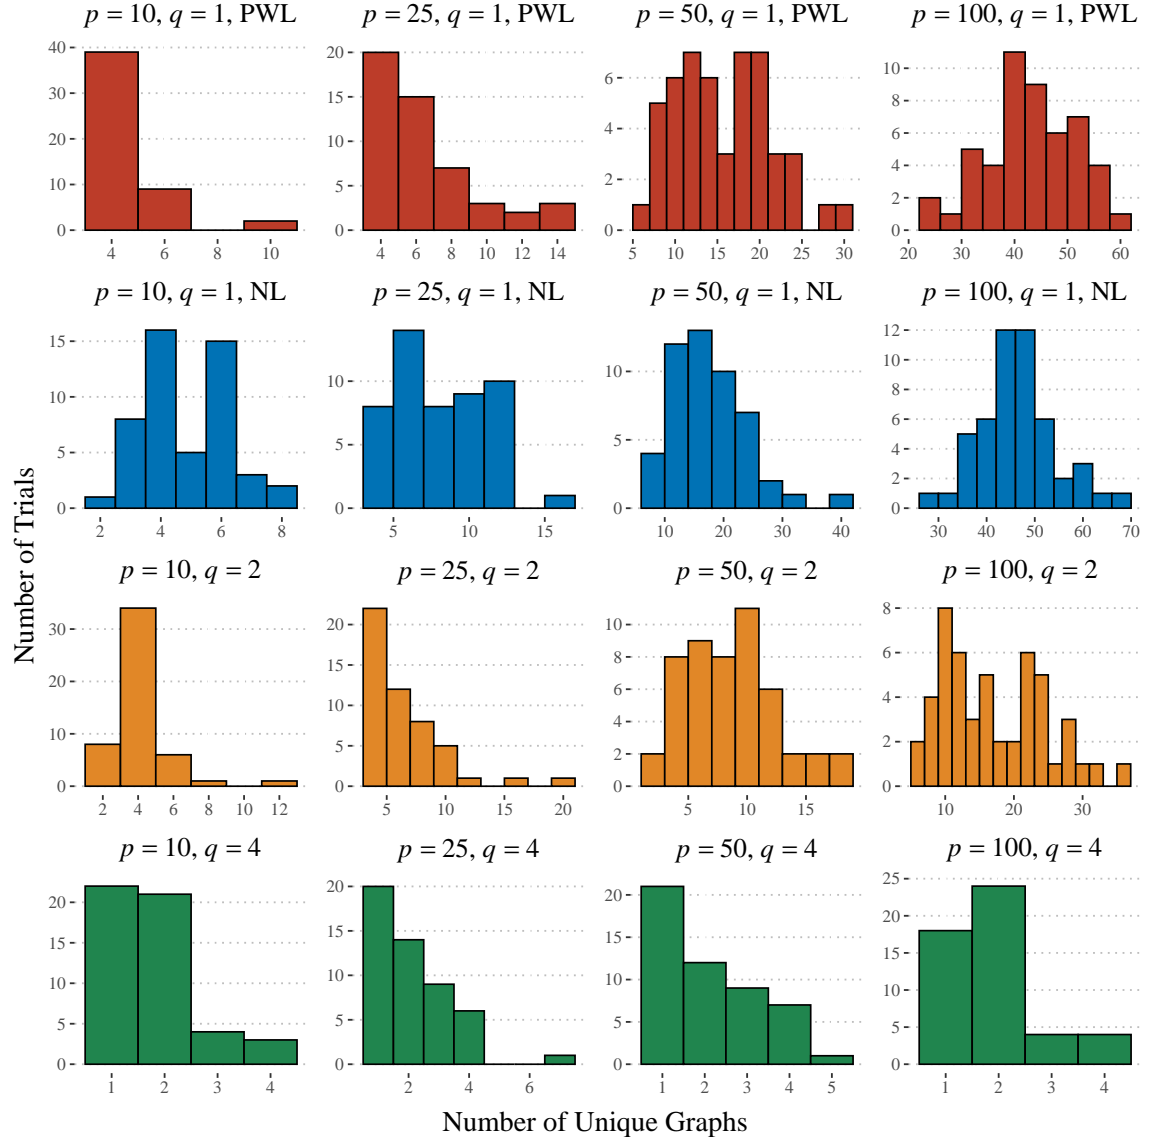 p = 10, q = 1, PWL
p = 25, q = 1, PWL
p = 50, q = 1, PWL
p = 100, q = 1, PWL
40
30
20
10
0
4 6 8 10
20
15
10
5
0
4 6 8 10 12 14
6
4
2
0
5 10 15 20 25 30
10
8
6
4
2
0
20 30 40 50 60
p = 10, q = 1, NL
p = 25, q = 1, NL
p = 50, q = 1, NL
p = 100, q = 1, NL
15
10
5
0
2 4 6 8
10
5
0
5 10 15
10
5
0
10 20 30 40
12
10
8
6
4
2
0
30 40 50 60 70
Number of Trials
p = 10, q = 2
p = 25, q = 2
p = 50, q = 2
p = 100, q = 2
30
20
10
0
2 4 6 8 10 12
20
15
10
5
0
5 10 15 20
10
8
6
4
2
0
5 10 15
8
6
4
2
0
10 20 30
p = 10, q = 4
p = 25, q = 4
p = 50, q = 4
p = 100, q = 4
20
15
10
5
0
1 2 3 4
20
15
10
5
0
2 4 6
20
15
10
5
0
1 2 3 4 5
25
20
15
10
5
0
1 2 3 4
Number of Unique Graphs